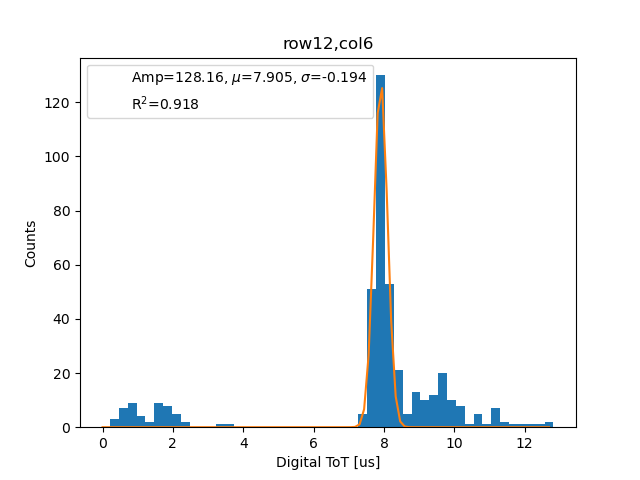 row12,col6
Amp=128.16, μ=7.905, σ=-0.194
R²=0.918
120
100
80
60
40
20
0
Counts
0 2 4 6 8 10 12
Digital ToT [us]